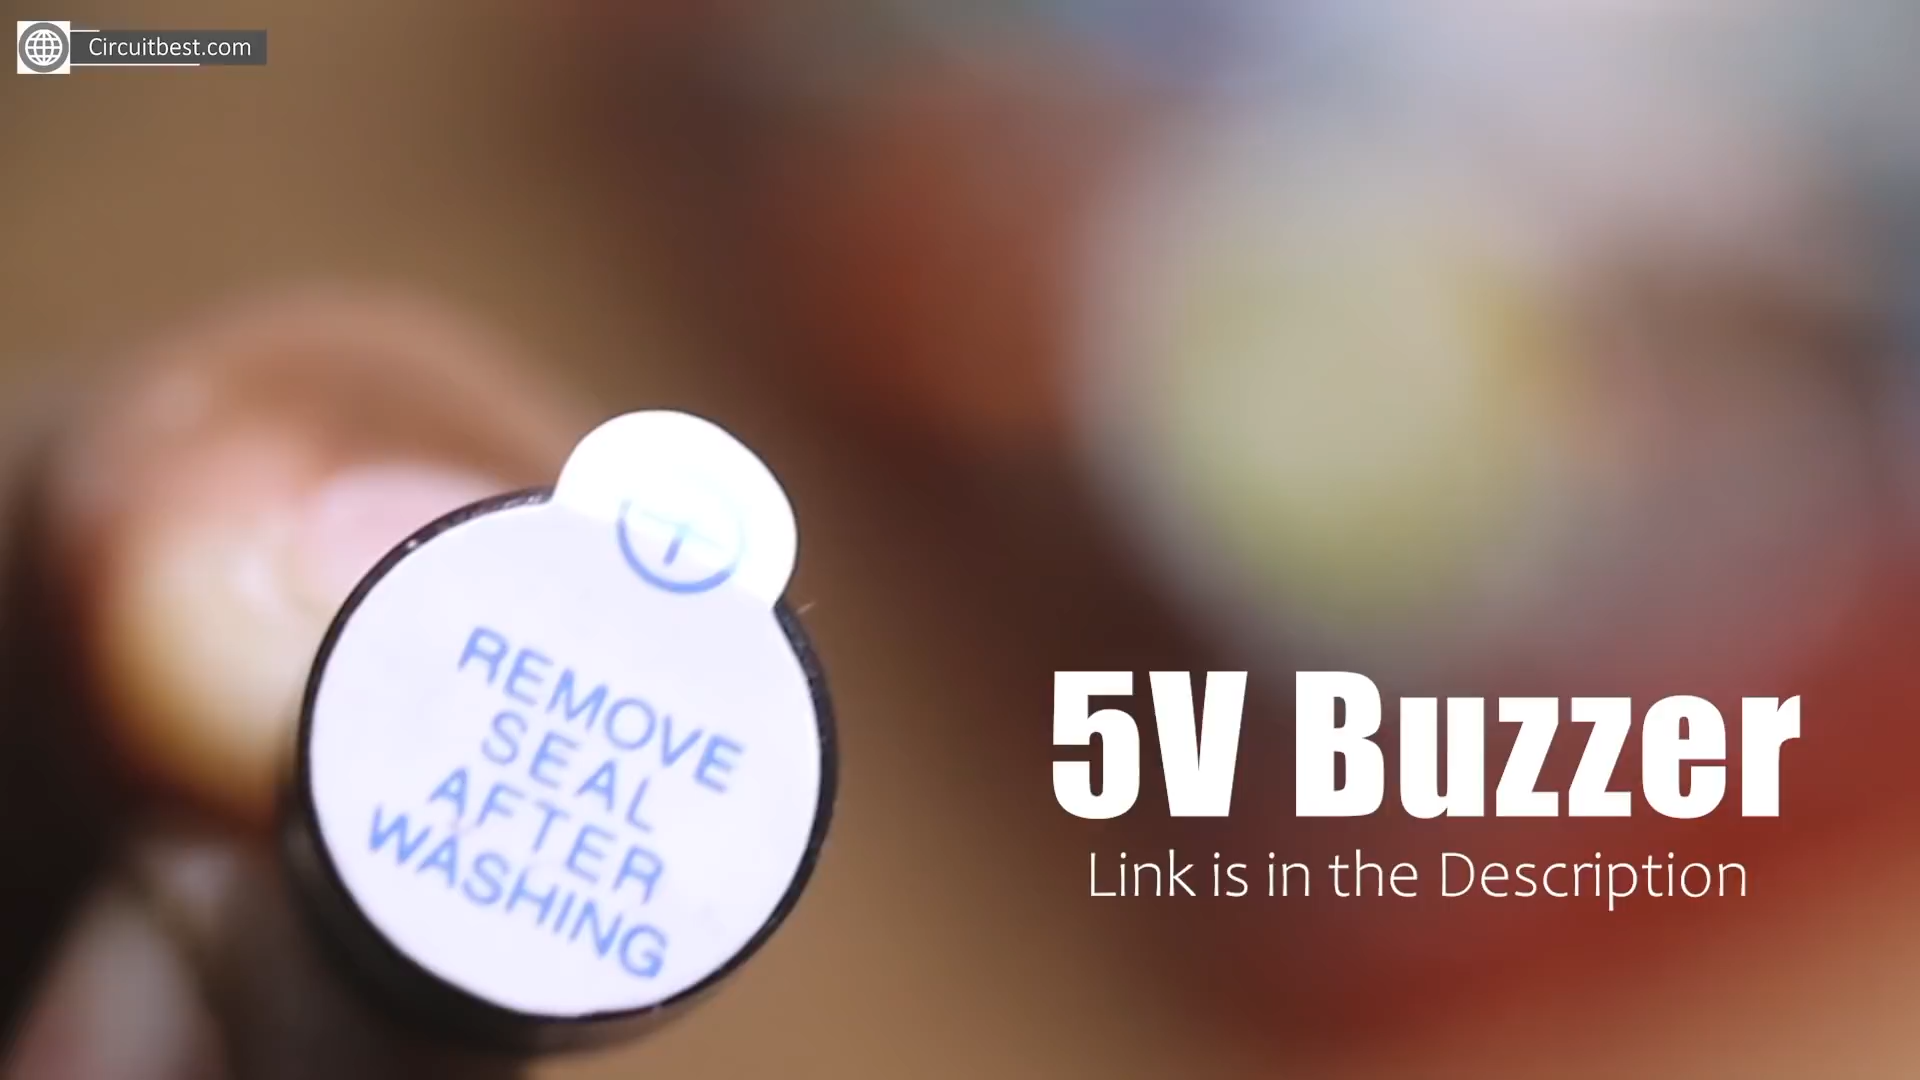 Circuitbest.com
REMOVE
SEAL
AFTER
WASHING
5V Buzzer
Link is in the Description